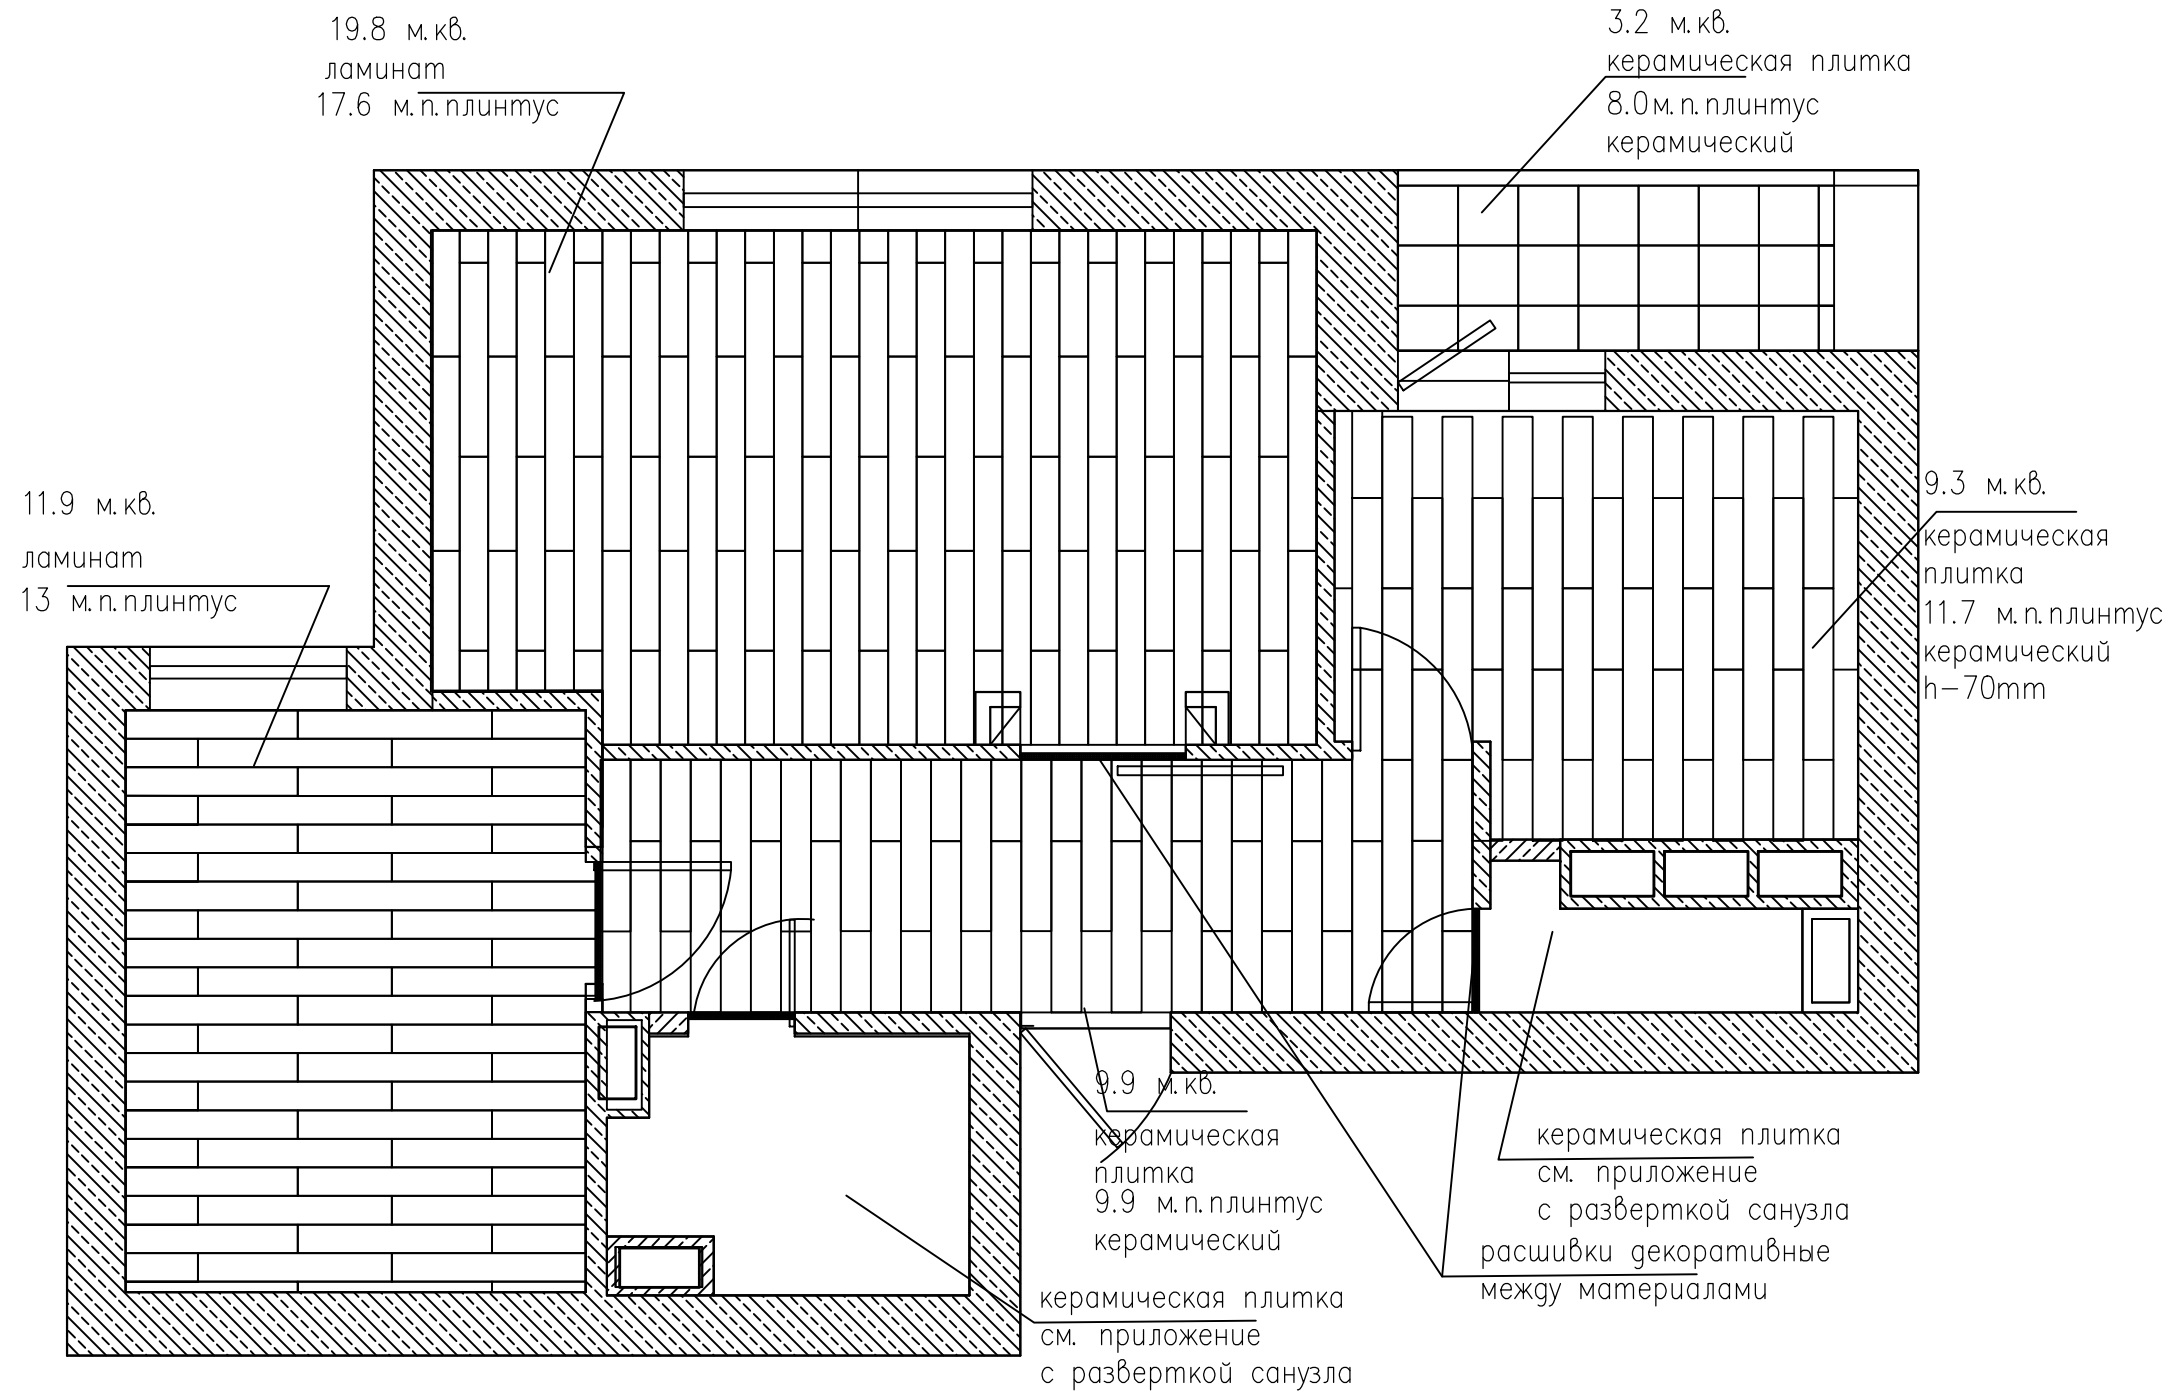 19.8 м.кв.
ламинат
17.6 м.п.плинтус
3.2 м.кв.
керамическая плитка
8.0м.п.плинтус
керамический
11.9 м.кв.
ламинат
13 м.п.плинтус
9.3 м.кв.
керамическая
плитка
11.7 м.п.плинтус
керамический
h-70mm
9.9 м.кв.
керамическая
плитка
9.9 м.п.плинтус
керамический
керамическая плитка
см. приложение
с разверткой санузла
расшивки декоративные
между материалами
керамическая плитка
см. приложение
с разверткой санузла